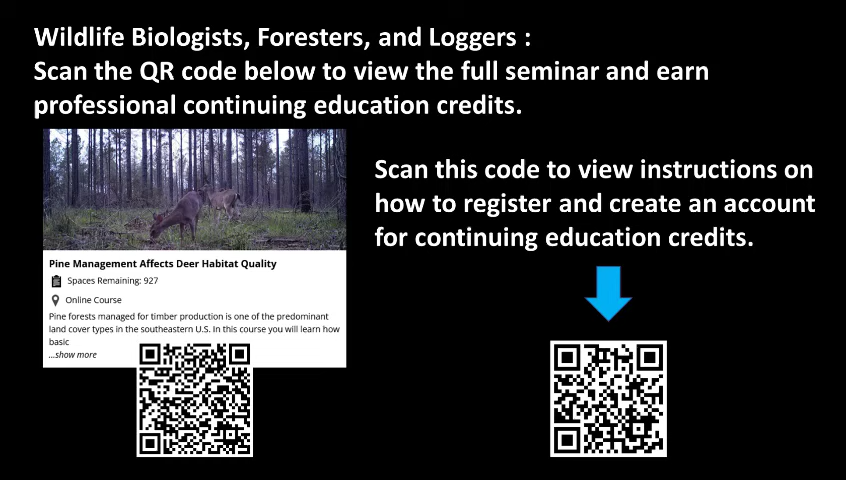 Wildlife Biologists, Foresters, and Loggers :
Scan the QR code below to view the full seminar and earn
professional continuing education credits.
Pine Management Affects Deer Habitat Quality
Spaces Remaining: 927
Online Course
Pine forests managed for timber production is one of the predominant
land cover types in the southeastern U.S. In this course you will learn how
basic
...show more
Scan this code to view instructions on
how to register and create an account
for continuing education credits.